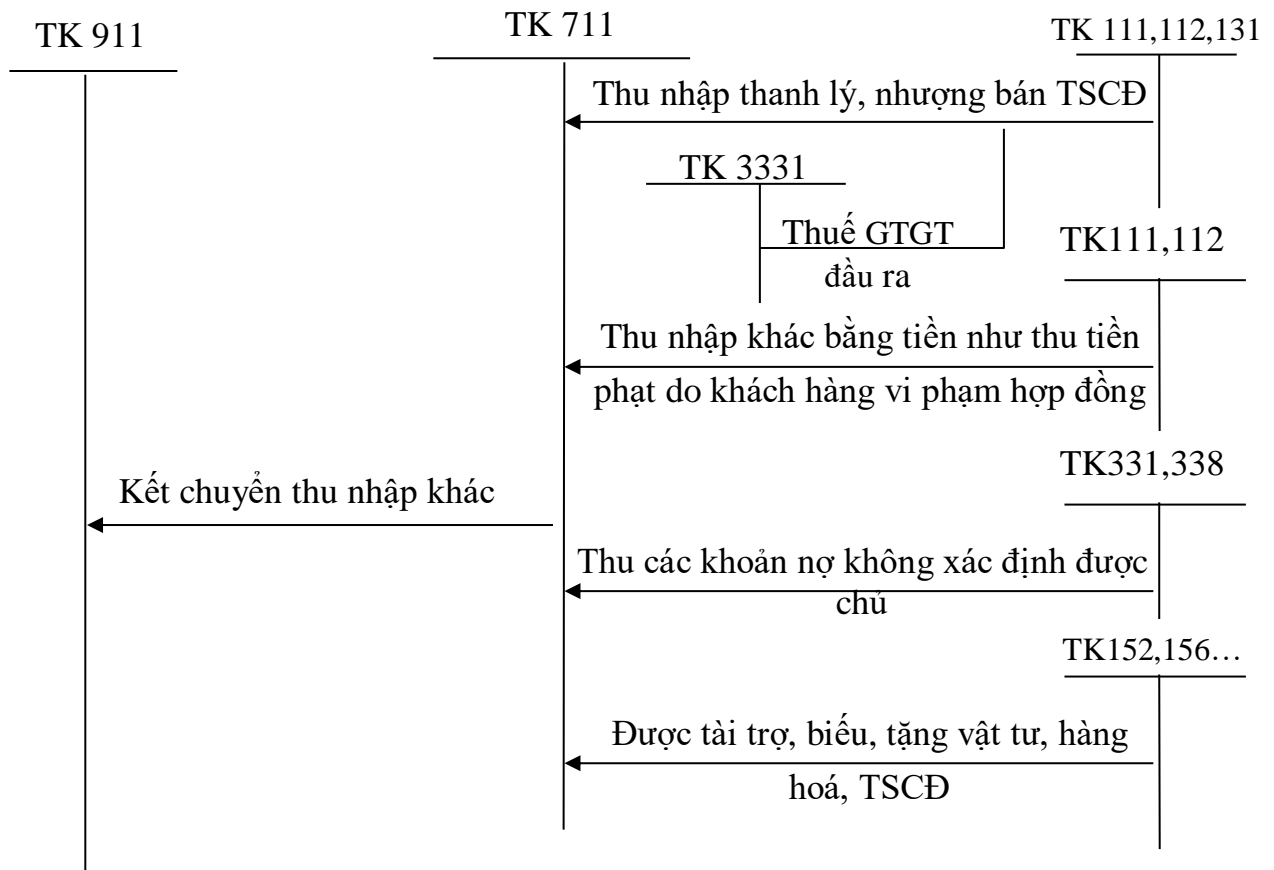 TK 911
TK 711
TK 111,112,131
Thu nhập thanh lý, nhượng bán TSCĐ
TK 3331
Thuế GTGT
đầu ra
TK111,112
Thu nhập khác bằng tiền như thu tiền
phạt do khách hàng vi phạm hợp đồng
TK331,338
Kết chuyển thu nhập khác
Thu các khoản nợ không xác định được
chủ
TK152,156…
Được tài trợ, biếu, tặng vật tư, hàng
hoá, TSCĐ